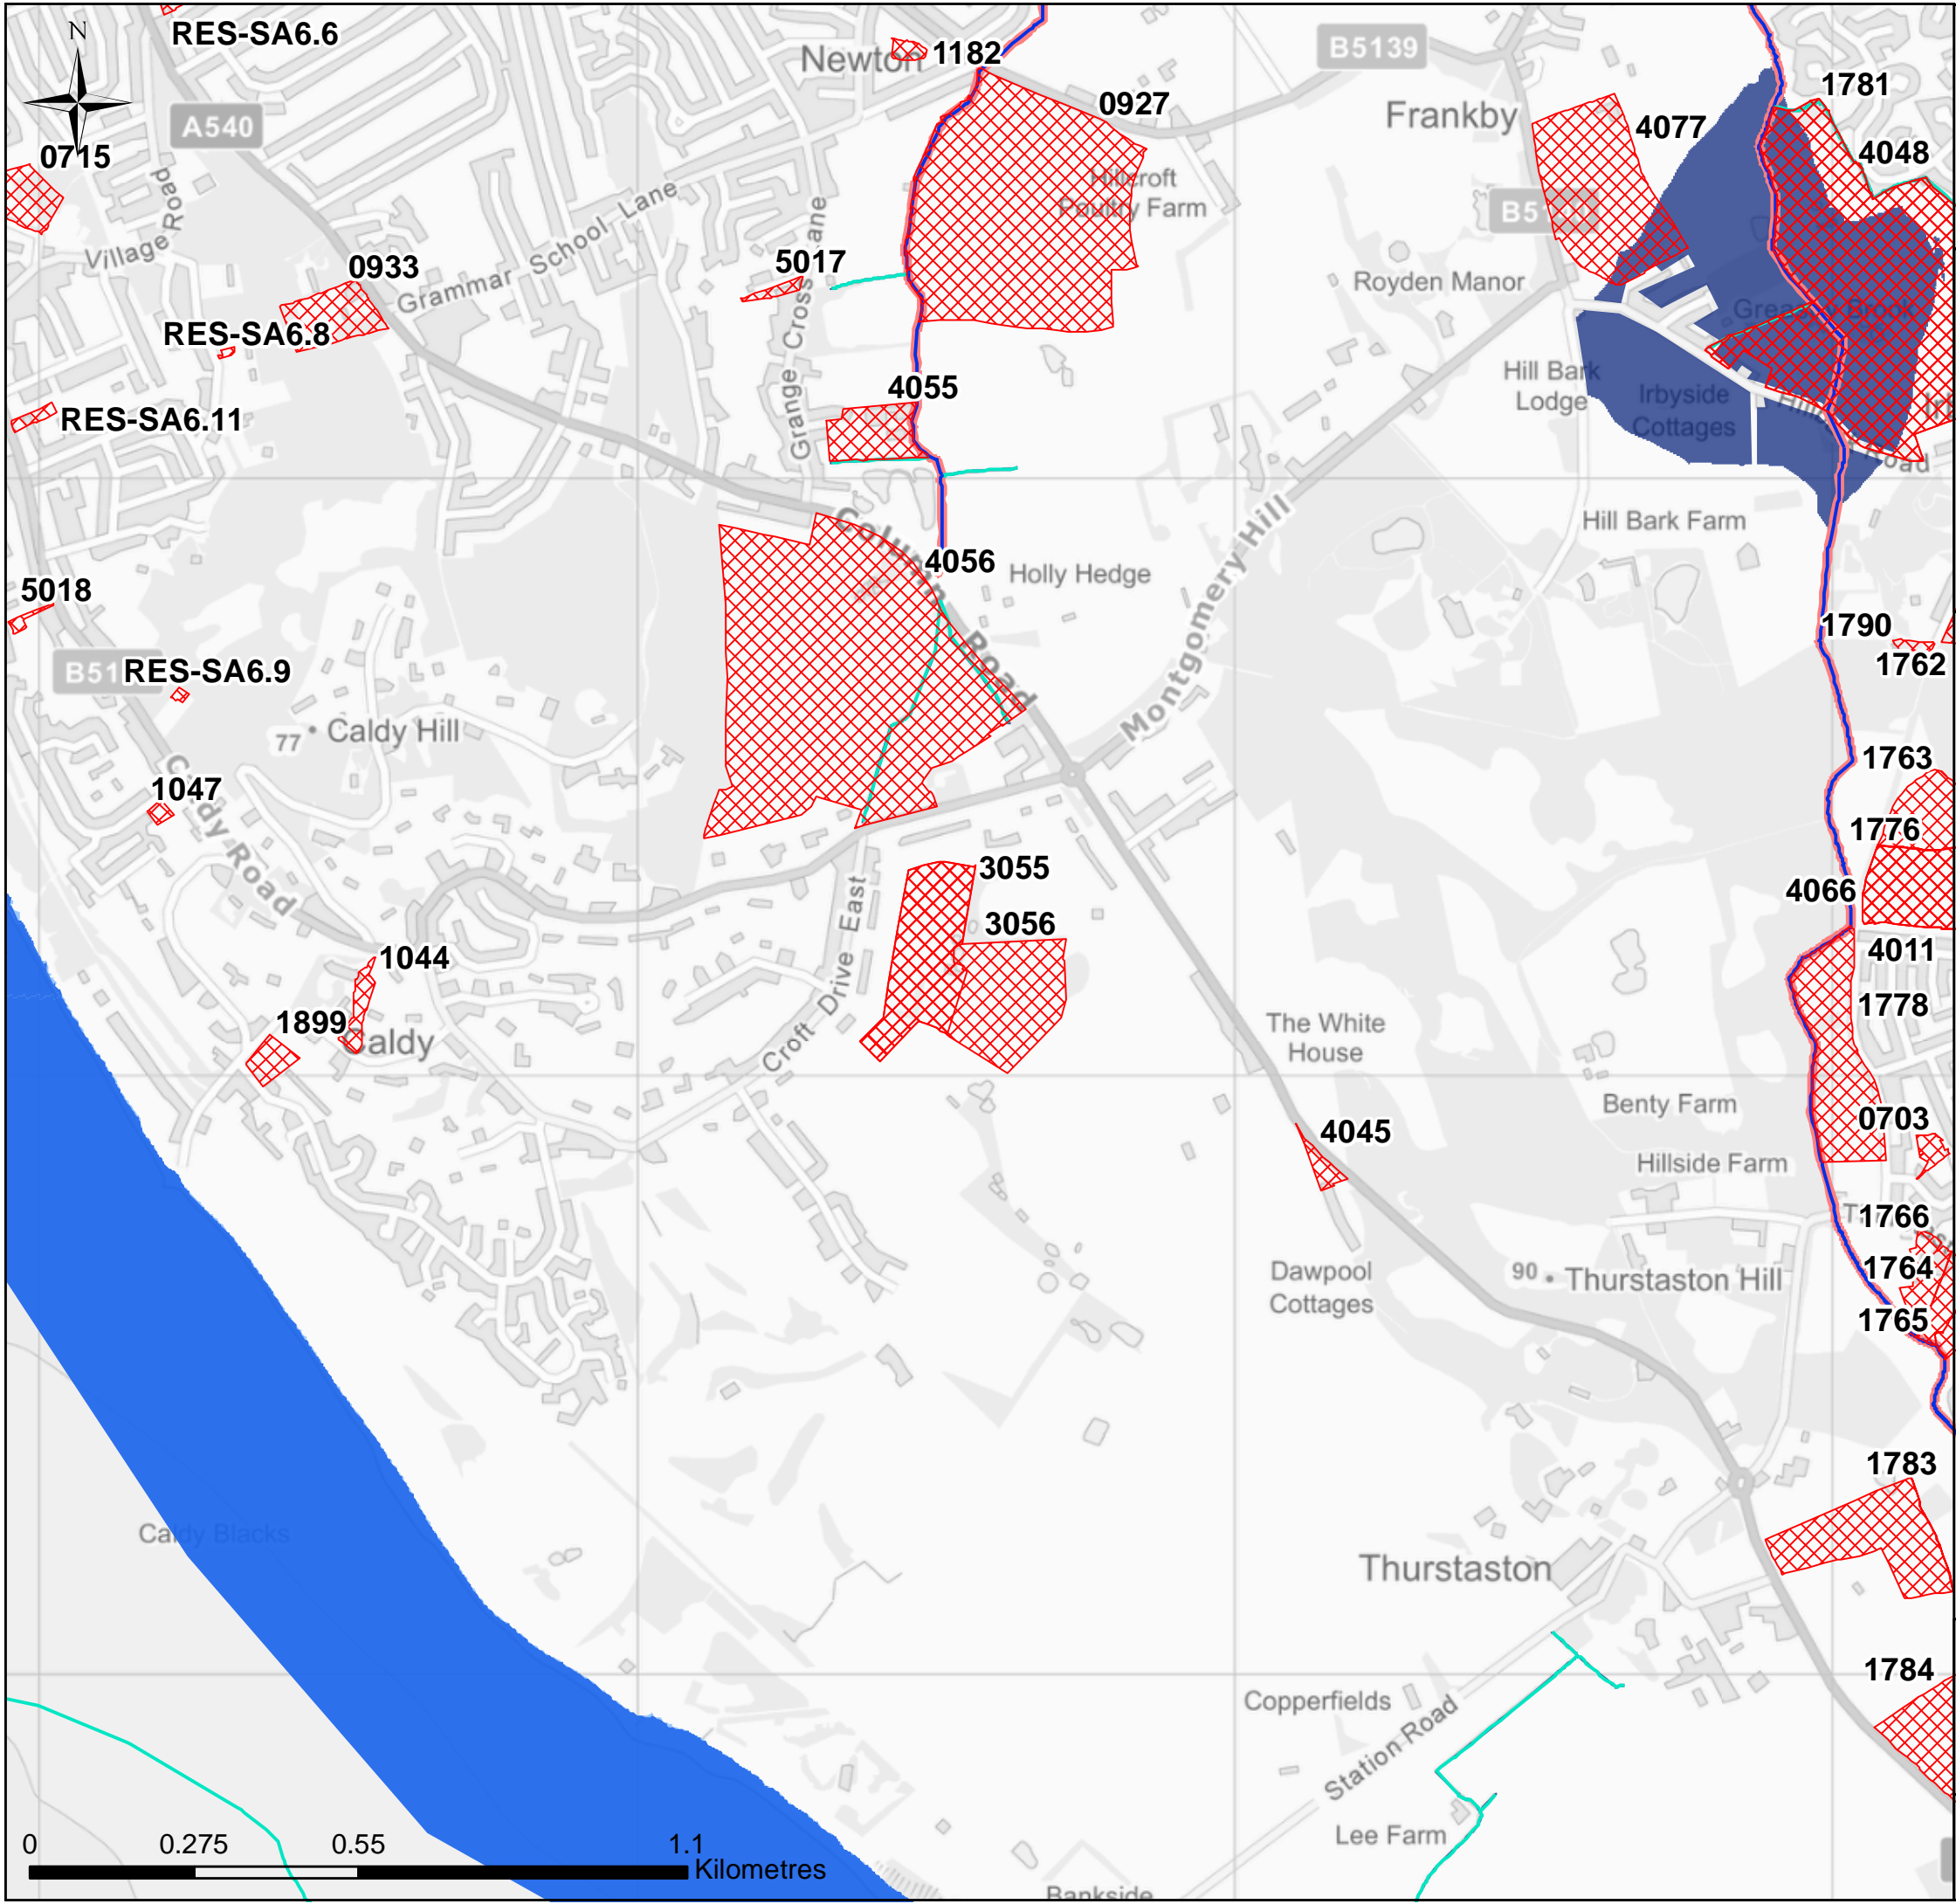 RES-SA6.6
N
Newton
1182
B5139
0927
Frankby
4077
1781
4048
A540
0715
Village Road
Hillcroft
Poultry Farm
Grammar School Lane
0933
5017
Grange Cross Lane
Royden Manor
RES-SA6.8
Greasby Brook
Hill Bark
Lodge
Irbyside
Cottages
4055
RES-SA6.11
Road
Column Road
Hill Bark Farm
4056
Holly Hedge
Montgomery Hill
5018
1790
1762
RES-SA6.9
77
Caldy Hill
1763
1047
Caldy Road
1776
3055
4066
3056
1044
4011
Croft Drive East
1778
1899
Caldy
The White
House
Benty Farm
0703
4045
Hillside Farm
1766
Dawpool
Cottages
90
Thurstaston Hill
1764
1765
1783
Caldy Blacks
Thurstaston
1784
Copperfields
Station Road
Lee Farm
0
0.275
0.55
1.1
Kilometres
Bankside